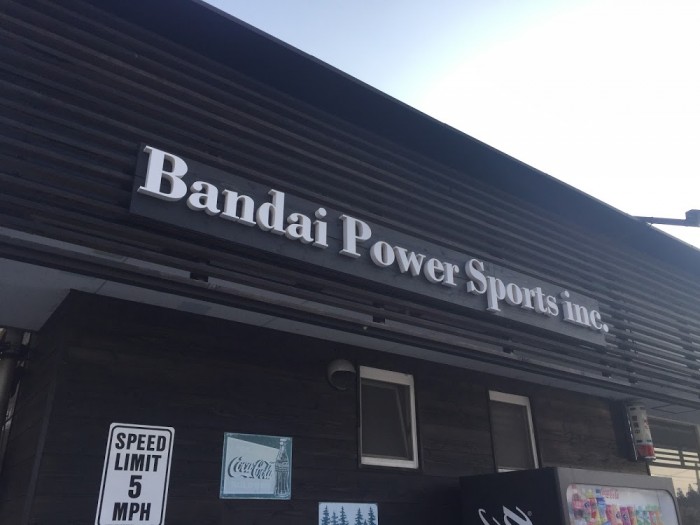 Bandai Power Sports inc.
SPEED
LIMIT
5
MPH
Coca-Cola